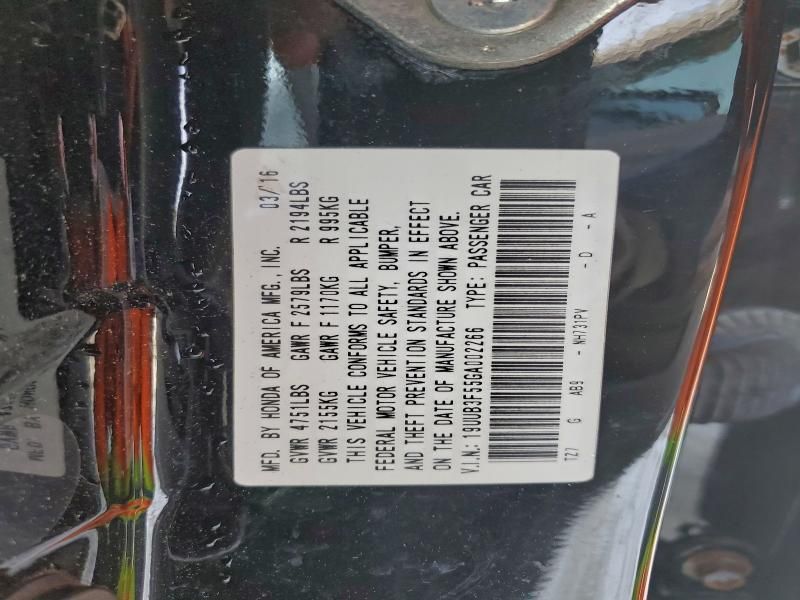 MFD. BY HONDA OF AMERICA MFG. INC. 03/'16
GVWR 4751LBS GAWR F 2579LBS R 2194LBS
GVWR 2155KG GAWR F 1170KG R 995KG
THIS VEHICLE CONFORMS TO ALL APPLICABLE
FEDERAL MOTOR VEHICLE SAFETY, BUMPER,
AND THEFT PREVENTION STANDARDS IN EFFECT
ON THE DATE OF MANUFACTURE SHOWN ABOVE.
V.I.N.: 19UUB3F55GA002266 TYPE: PASSENGER CAR
TZ7 G AB9 - NH731PV - D - A